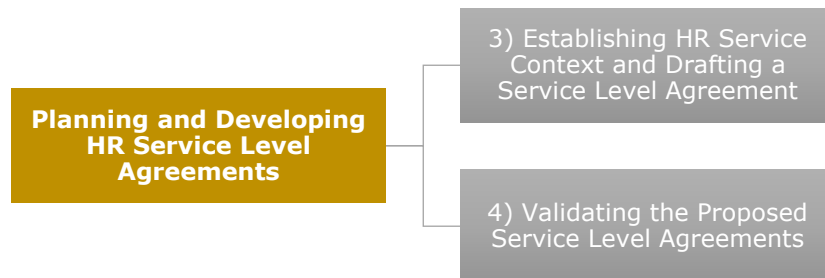 Planning and Developing
HR Service Level
Agreements
3) Establishing HR Service
Context and Drafting a
Service Level Agreement
4) Validating the Proposed
Service Level Agreements